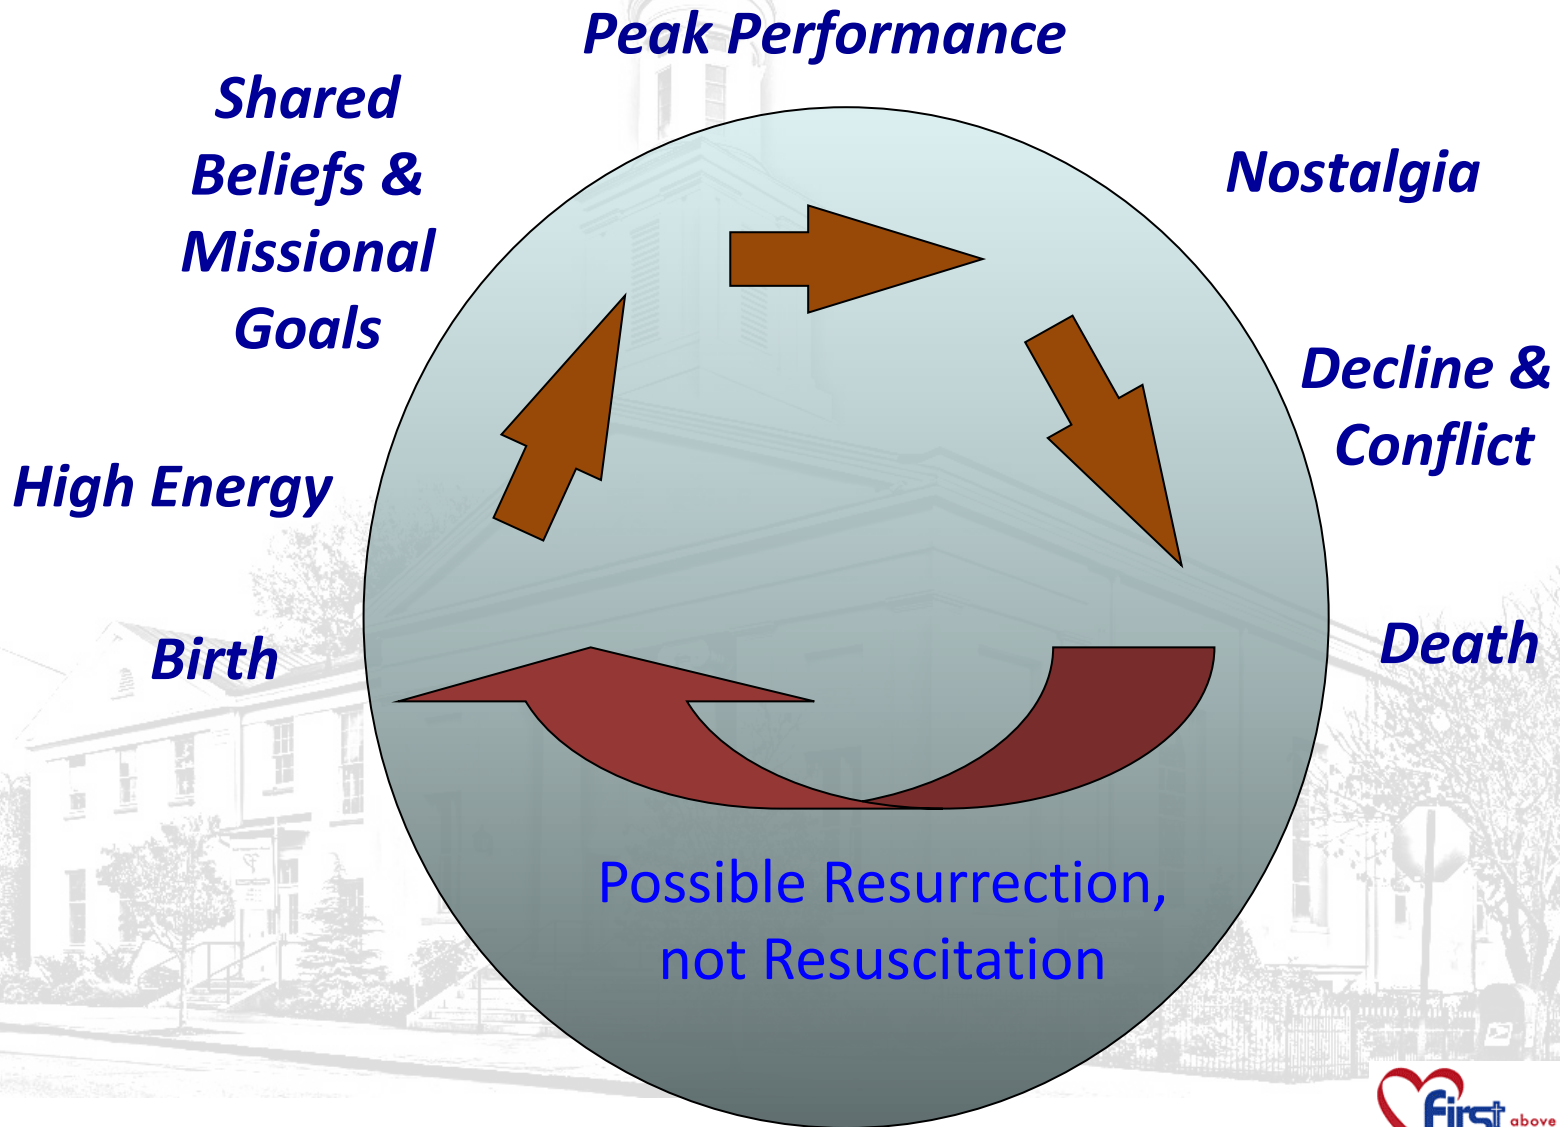 Peak Performance
Shared
Beliefs &
Missional
Goals
Nostalgia
Decline &
Conflict
High Energy
Birth
Death
Possible Resurrection,
not Resuscitation
First above